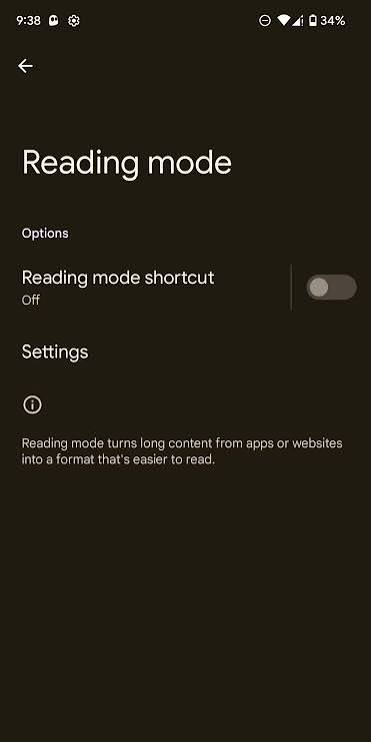 9:38 34%
Reading mode
Options
Reading mode shortcut
Off
Settings
Reading mode turns long content from apps or websites
into a format that's easier to read.